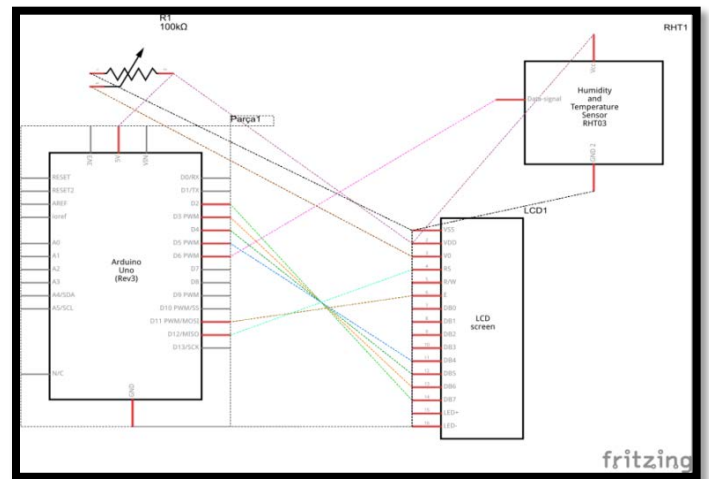 R1
100kΩ
RHT1
Vcc
Data-signal
Humidity
and
Temperature
Sensor
RHT03
GND 2
Parça1
3V3
5V
VIN
RESET
RESET2
AREF
ioref
A0
A1
A2
A3
A4/SDA
A5/SCL
N/C
Arduino
Uno
(Rev3)
D0/RX
D1/TX
D2
D3 PWM
D4
D5 PWM
D6 PWM
D7
D8
D9 PWM
D10 PWM/SS
D11 PWM/MOSI
D12/MISO
D13/SCK
GND
LCD1
VSS
VDD
V0
RS
R/W
E
DB0
DB1
DB2
DB3
DB4
DB5
DB6
DB7
LED+
LED-
LCD
screen
fritzing